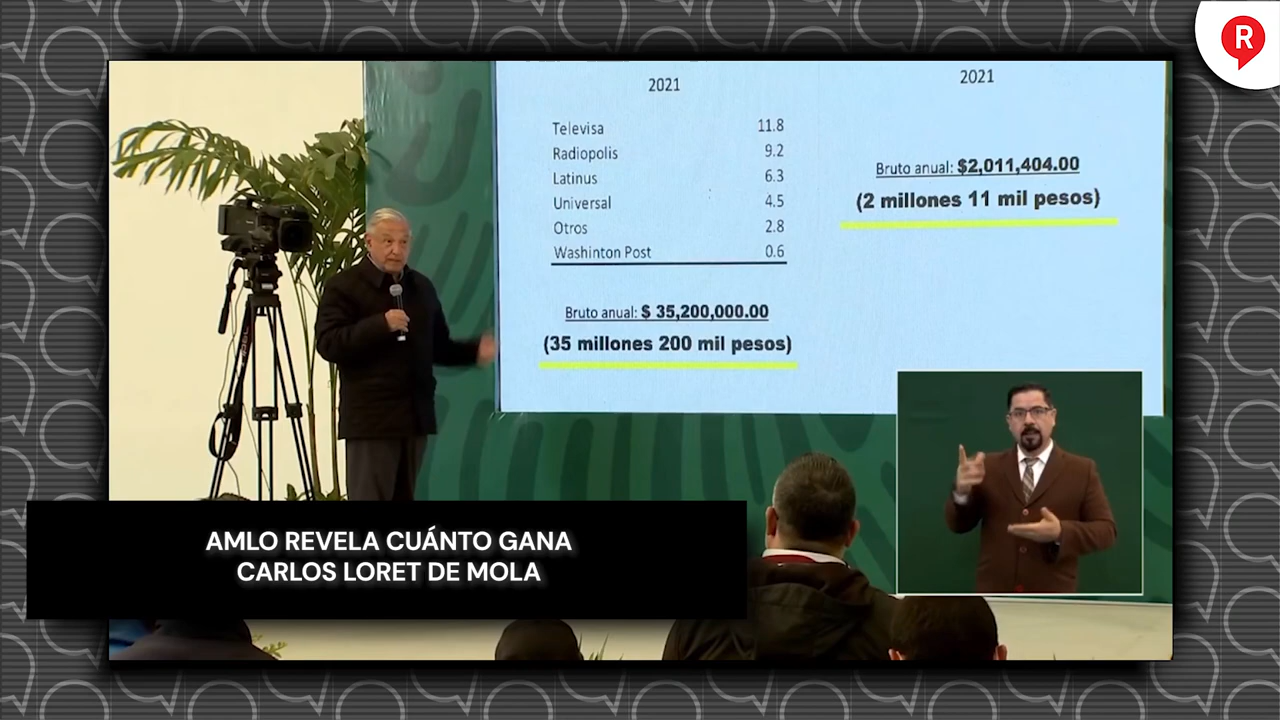 R
2021
Televisa 11.8
Radiopolis 9.2
Latinus 6.3
Universal 4.5
Otros 2.8
Washinton Post 0.6
Bruto anual: $ 35,200,000.00
(35 millones 200 mil pesos)
2021
Bruto anual: $2,011,404.00
(2 millones 11 mil pesos)
AMLO REVELA CUÁNTO GANA
CARLOS LORET DE MOLA